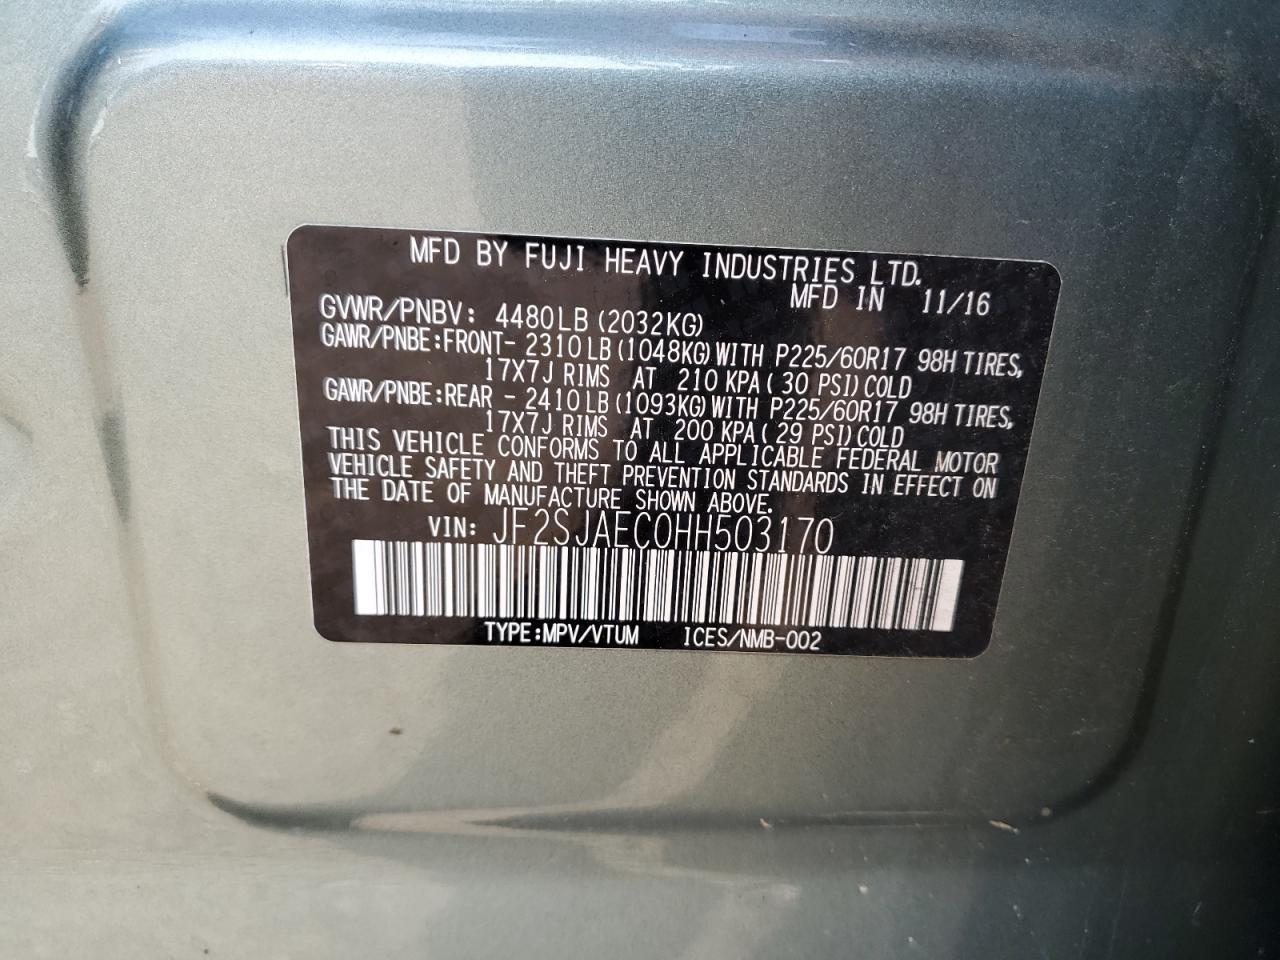 MFD BY FUJI HEAVY INDUSTRIES LTD.
MFD IN 11/16
GVWR/PNBV: 4480LB (2032KG)
GAWR/PNBE:FRONT- 2310LB(1048KG)WITH P225/60R17 98H TIRES,
17X7J RIMS AT 210 KPA( 30 PSI)COLD
GAWR/PNBE:REAR - 2410LB(1093KG)WITH P225/60R17 98H TIRES,
17X7J RIMS AT 200 KPA( 29 PSI)COLD
THIS VEHICLE CONFORMS TO ALL APPLICABLE FEDERAL MOTOR
VEHICLE SAFETY AND THEFT PREVENTION STANDARDS IN EFFECT ON
THE DATE OF MANUFACTURE SHOWN ABOVE.
VIN: JF2SJAEC0HH503170
TYPE:MPV/VTUM ICES/NMB-002